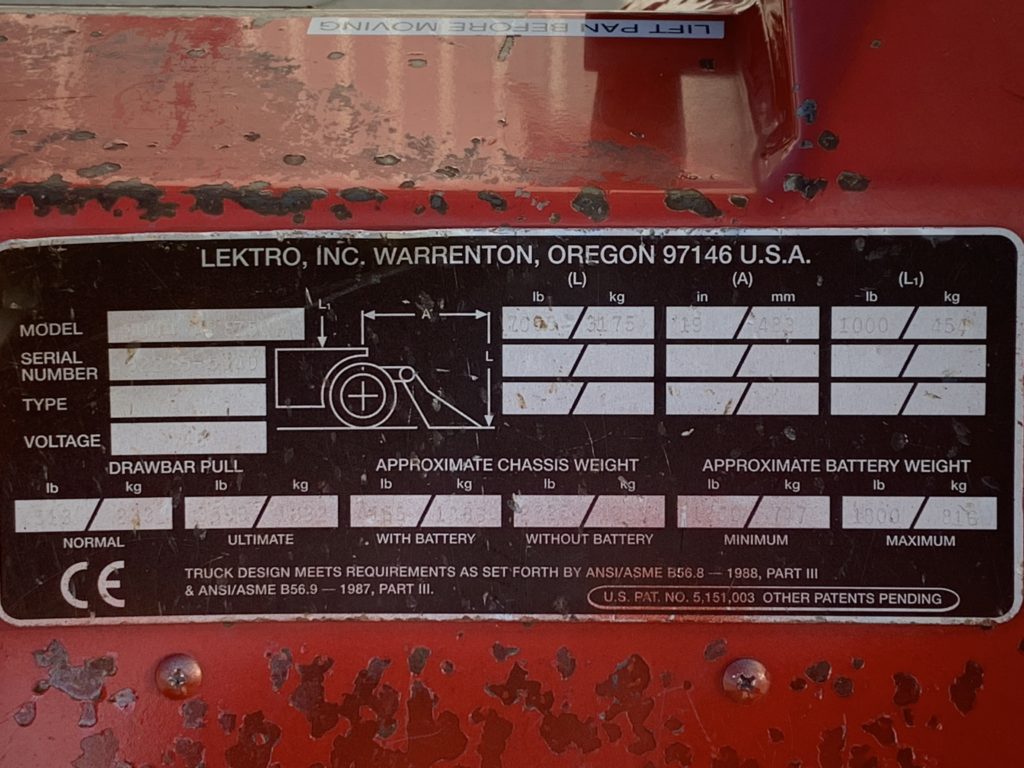 LIFT PAN BEFORE MOVING
LEKTRO, INC. WARRENTON, OREGON 97146 U.S.A.
(L) (A) (L1)
lb kg in mm lb kg
MODEL
L1
A
3175 19 483 1000 454
SERIAL
NUMBER
L
TYPE
VOLTAGE
DRAWBAR PULL APPROXIMATE CHASSIS WEIGHT APPROXIMATE BATTERY WEIGHT
lb kg lb kg lb kg lb kg lb kg lb kg
1800 816
NORMAL ULTIMATE WITH BATTERY WITHOUT BATTERY MINIMUM MAXIMUM
CE
TRUCK DESIGN MEETS REQUIREMENTS AS SET FORTH BY ANSI/ASME B56.8 — 1988, PART III
& ANSI/ASME B56.9 — 1987, PART III.
U.S. PAT. NO. 5,151,003 OTHER PATENTS PENDING